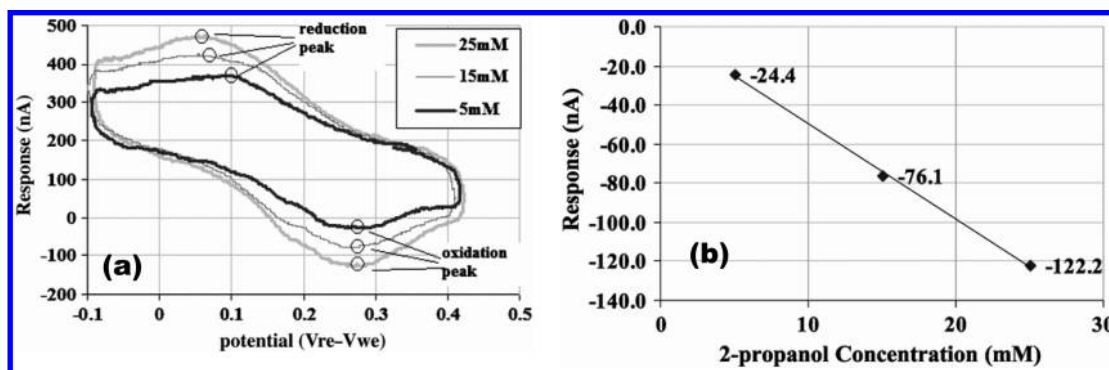 500
400
300
200
100
0
-100
-200
Response (nA)
reduction
peak
25mM
15mM
5mM
oxidation
peak
(a)
-0.1
0
0.1
0.2
0.3
0.4
0.5
potential (Vre–Vwe)
0.0
-20.0
-40.0
-60.0
-80.0
-100.0
-120.0
-140.0
Response (nA)
-24.4
-76.1
-122.2
(b)
0
10
20
30
2-propanol Concentration (mM)